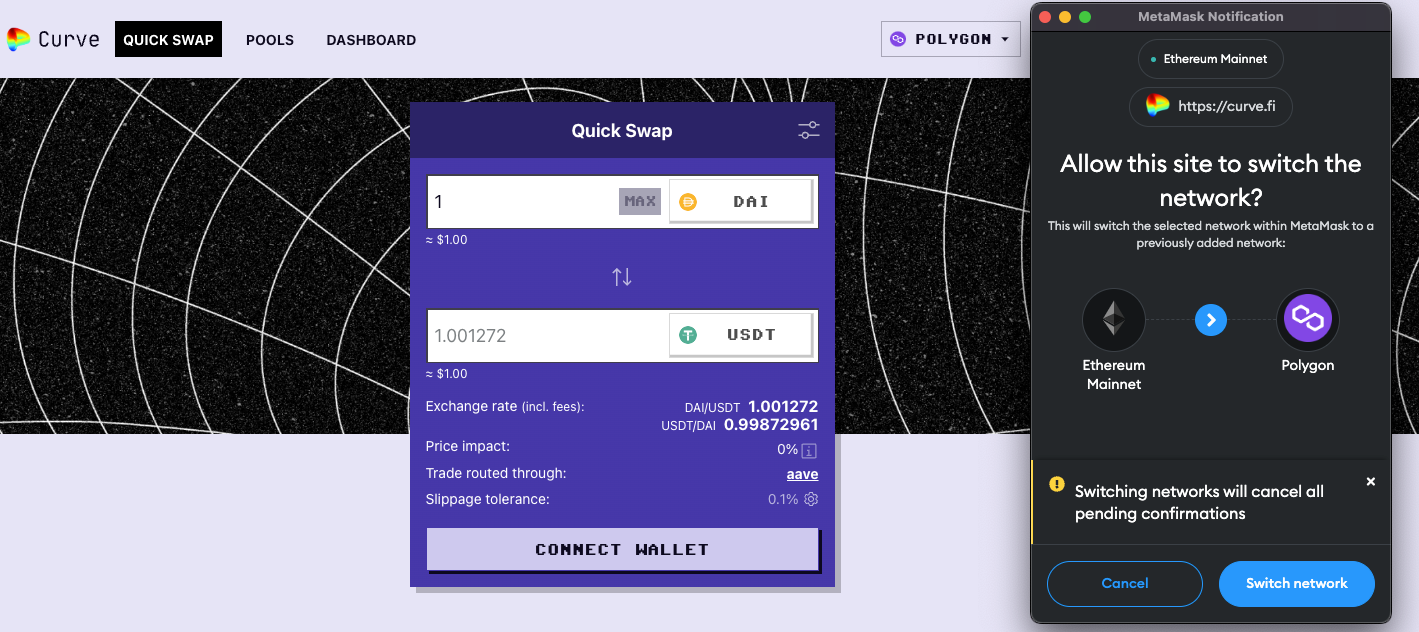 Curve
QUICK SWAP
POOLS
DASHBOARD
POLYGON
Quick Swap
1
MAX
DAI
≈ $1.00
1.001272
USDT
≈ $1.00
Exchange rate (incl. fees):
DAI/USDT 1.001272
USDT/DAI 0.99872961
Price impact:
0%
Trade routed through:
aave
Slippage tolerance:
0.1%
CONNECT WALLET
MetaMask Notification
Ethereum Mainnet
https://curve.fi
Allow this site to switch the
network?
This will switch the selected network within MetaMask to a
previously added network:
Ethereum
Mainnet
Polygon
Switching networks will cancel all
pending confirmations
Cancel
Switch network